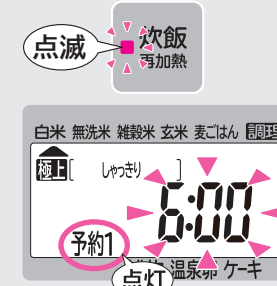 点滅
炊飯
再加熱
白米 無洗米 雑穀米 玄米 麦ごはん 調理
極上[ しゃっきり ]
6:00
予約1
点灯
温泉卵 ケーキ